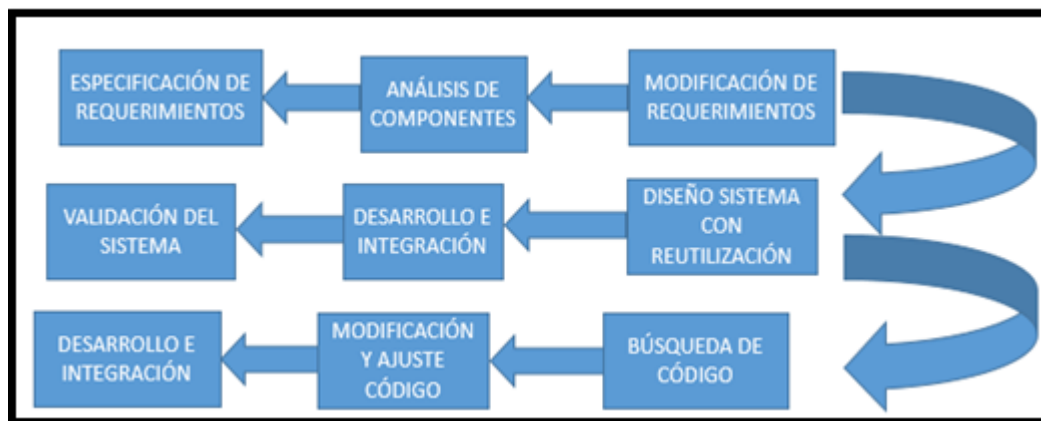 ESPECIFICACIÓN DE
REQUERIMIENTOS
ANÁLISIS DE
COMPONENTES
MODIFICACIÓN DE
REQUERIMIENTOS
VALIDACIÓN DEL
SISTEMA
DESARROLLO E
INTEGRACIÓN
DISEÑO SISTEMA
CON
REUTILIZACIÓN
DESARROLLO E
INTEGRACIÓN
MODIFICACIÓN
Y AJUSTE
CÓDIGO
BÚSQUEDA DE
CÓDIGO